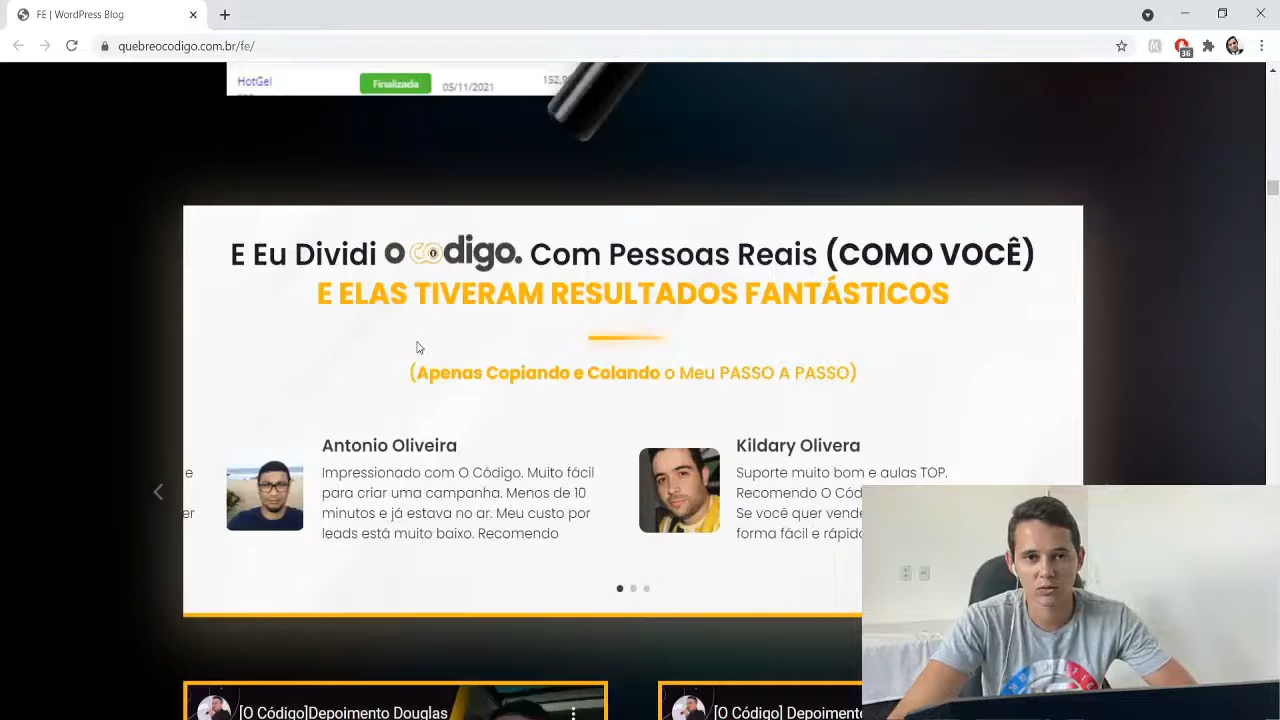 FE | WordPress Blog
quebreocodigo.com.br/fe/
36
HotGel
Finalizada
05/11/2021
E Eu Dividi o codigo. Com Pessoas Reais (COMO VOCÊ)
E ELAS TIVERAM RESULTADOS FANTÁSTICOS
(Apenas Copiando e Colando o Meu PASSO A PASSO)
e
er
Antonio Oliveira
Impressionado com O Código. Muito fácil
para criar uma campanha. Menos de 10
minutos e já estava no ar. Meu custo por
leads está muito baixo. Recomendo
Kildary Olivera
Suporte muito bom e aulas TOP.
Recomendo O Cód
Se você quer vende
forma fácil e rápid
[O Código]Depoimento Douglas
[O Código] Depoimento